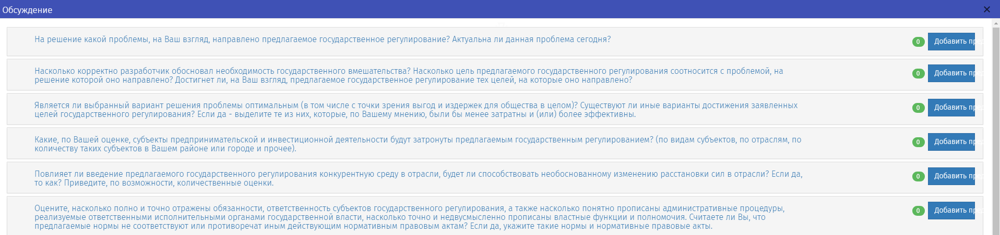 Обсуждение
На решение какой проблемы, на Ваш взгляд, направлено предлагаемое государственное регулирование? Актуальна ли данная проблема сегодня?
0
Добавить пред
Насколько корректно разработчик обосновал необходимость государственного вмешательства? Насколько цель предлагаемого государственного регулирования соотносится с проблемой, на
решение которой оно направлено? Достигнет ли, на Ваш взгляд, предлагаемое государственное регулирование тех целей, на которые оно направлено?
0
Добавить пред
Является ли выбранный вариант решения проблемы оптимальным (в том числе с точки зрения выгод и издержек для общества в целом)? Существуют ли иные варианты достижения заявленных
целей государственного регулирования? Если да - выделите те из них, которые, по Вашему мнению, были бы менее затратны и (или) более эффективны.
0
Добавить пред
Какие, по Вашей оценке, субъекты предпринимательской и инвестиционной деятельности будут затронуты предлагаемым государственным регулированием? (по видам субъектов, по отраслям, по
количеству таких субъектов в Вашем районе или городе и прочее).
0
Добавить пред
Повлияет ли введение предлагаемого государственного регулирования конкурентную среду в отрасли, будет ли способствовать необоснованному изменению расстановки сил в отрасли? Если да,
то как? Приведите, по возможности, количественные оценки.
0
Добавить пред
Оцените, насколько полно и точно отражены обязанности, ответственность субъектов государственного регулирования, а также насколько понятно прописаны административные процедуры,
реализуемые ответственными исполнительными органами государственной власти, насколько точно и недвусмысленно прописаны властные функции и полномочия. Считаете ли Вы, что
предлагаемые нормы не соответствуют или противоречат иным действующим нормативным правовым актам? Если да, укажите такие нормы и нормативные правовые акты.
0
Добавить пред